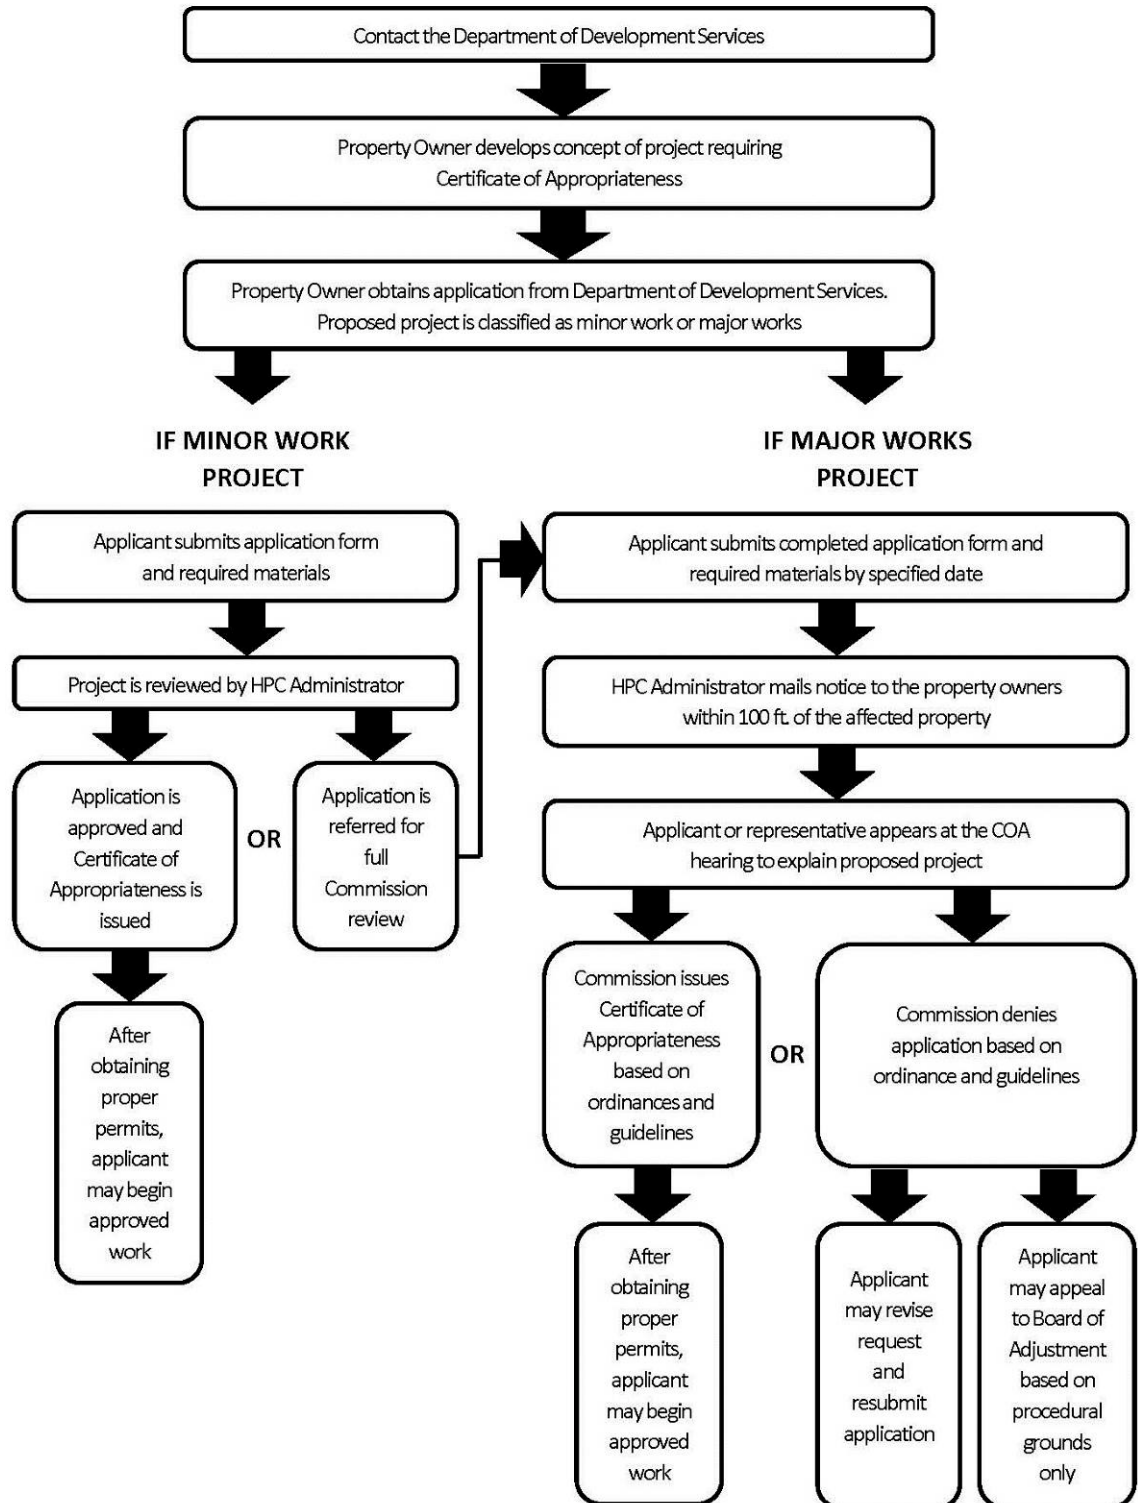 Contact the Department of Development Services
Property Owner develops concept of project requiring
Certificate of Appropriateness
Property Owner obtains application from Department of Development Services.
Proposed project is classified as minor work or major works
IF MINOR WORK
PROJECT
Applicant submits application form
and required materials
Project is reviewed by HPC Administrator
Application is
approved and
Certificate of
Appropriateness is
issued
OR
Application is
referred for
full
Commission
review
After
obtaining
proper
permits,
applicant
may begin
approved
work
IF MAJOR WORKS
PROJECT
Applicant submits completed application form and
required materials by specified date
HPC Administrator mails notice to the property owners
within 100 ft. of the affected property
Applicant or representative appears at the COA
hearing to explain proposed project
Commission issues
Certificate of
Appropriateness
based on
ordinances and
guidelines
OR
Commission denies
application based on
ordinance and guidelines
After
obtaining
proper
permits,
applicant
may begin
approved
work
Applicant
may revise
request
and
resubmit
application
Applicant
may appeal
to Board of
Adjustment
based on
procedural
grounds
only